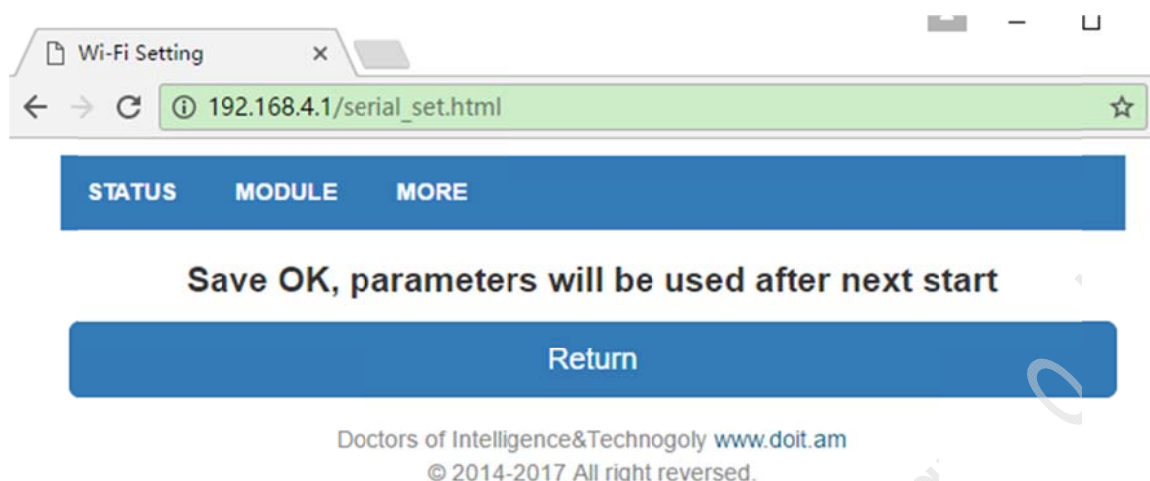 Wi-Fi Setting
192.168.4.1/serial_set.html
STATUS MODULE MORE
Save OK, parameters will be used after next start
Return
Doctors of Intelligence&Technogoly www.doit.am
© 2014-2017 All right reversed.